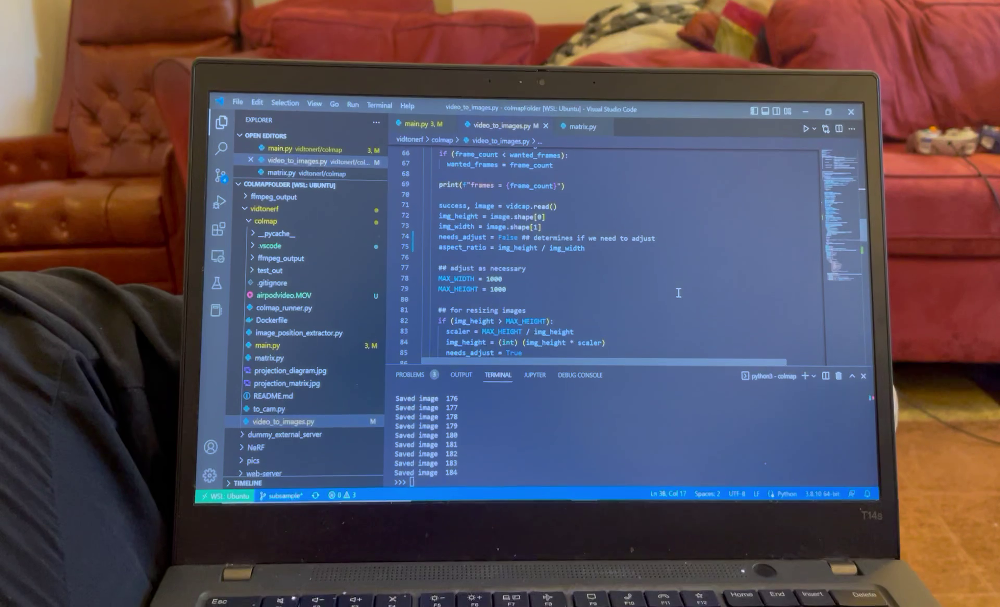 File Edit Selection View Go Run Terminal Help
video_to_images.py - colmapFolder [WSL: Ubuntu] - Visual Studio Code
EXPLORER
OPEN EDITORS
main.py vidtonerf/colmap 3, M
video_to_images.py vidtonerf/col... M
matrix.py vidtonerf/colmap
COLMAPFOLDER [WSL: UBUNTU]
ffmpeg_output
vidtonerf
colmap
__pycache__
.vscode
ffmpeg_output
test_out
.gitignore
airpodvideo.MOV U
colmap_runner.py
Dockerfile
image_position_extractor.py
main.py 3, M
matrix.py
projection_diagram.jpg
projection_matrix.jpg
README.md
to_cam.py
video_to_images.py M
dummy_external_server
NeRF
pics
web-server
TIMELINE
main.py 3, M
video_to_images.py M
matrix.py
vidtonerf > colmap > video_to_images.py > ...
66 if (frame_count < wanted_frames):
67 wanted_frames = frame_count
68
69 print(f"frames = {frame_count}")
70
71 success, image = vidcap.read()
72 img_height = image.shape[0]
73 img_width = image.shape[1]
74 needs_adjust = False ## determines if we need to adjust
75 aspect_ratio = img_height / img_width
76
77 ## adjust as necessary
78 MAX_WIDTH = 1000
79 MAX_HEIGHT = 1000
80
81 ## for resizing images
82 if (img_height > MAX_HEIGHT):
83 scaler = MAX_HEIGHT / img_height
84 img_height = (int) (img_height * scaler)
85 needs_adjust = True
86
PROBLEMS 3 OUTPUT TERMINAL JUPYTER DEBUG CONSOLE
python3 - colmap
Saved image 176
Saved image 177
Saved image 178
Saved image 179
Saved image 180
Saved image 181
Saved image 182
Saved image 183
Saved image 184
>>>
WSL: Ubuntu subsample* 0 3
Ln 38, Col 17 Spaces: 2 UTF-8 LF Python 3.8.10 64-bit
T14s
Esc F1 F2 F3 F4 F5 F6 F7 F8 F9 F10 F11 F12 Home End Insert Delete